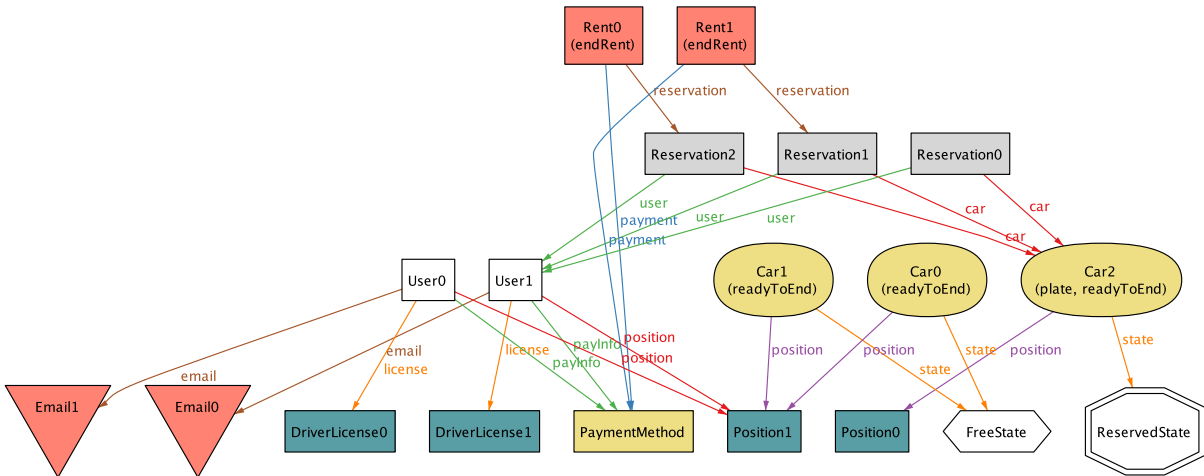 Rent0
(endRent)
Rent1
(endRent)
reservation
reservation
Reservation2
Reservation1
Reservation0
user
payment
user
user
car
car
car
payment
User0
User1
Car1
(readyToEnd)
Car0
(readyToEnd)
Car2
(plate, readyToEnd)
email
license
email
license
payInfo
payInfo
position
position
position
position
position
state
state
state
Email1
Email0
DriverLicense0
DriverLicense1
PaymentMethod
Position1
Position0
FreeState
ReservedState